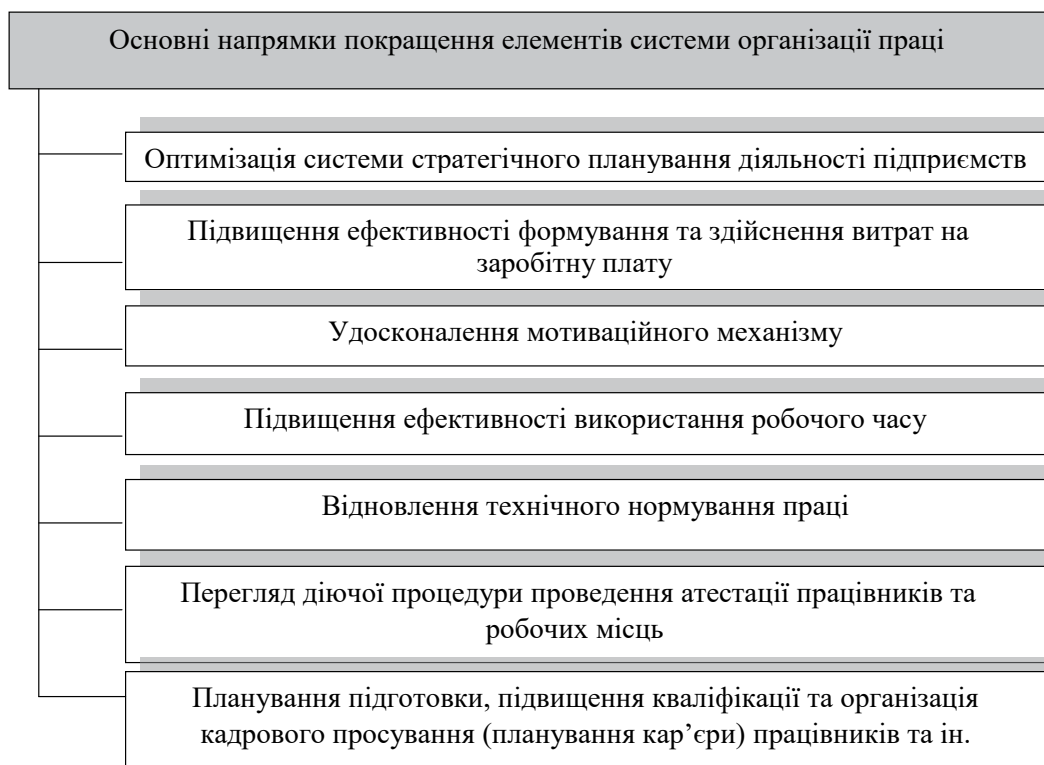 Основні напрямки покращення елементів системи організації праці
Оптимізація системи стратегічного планування діяльності підприємств
Підвищення ефективності формування та здійснення витрат на
заробітну плату
Удосконалення мотиваційного механізму
Підвищення ефективності використання робочого часу
Відновлення технічного нормування праці
Перегляд діючої процедури проведення атестації працівників та
робочих місць
Планування підготовки, підвищення кваліфікації та організація
кадрового просування (планування кар’єри) працівників та ін.